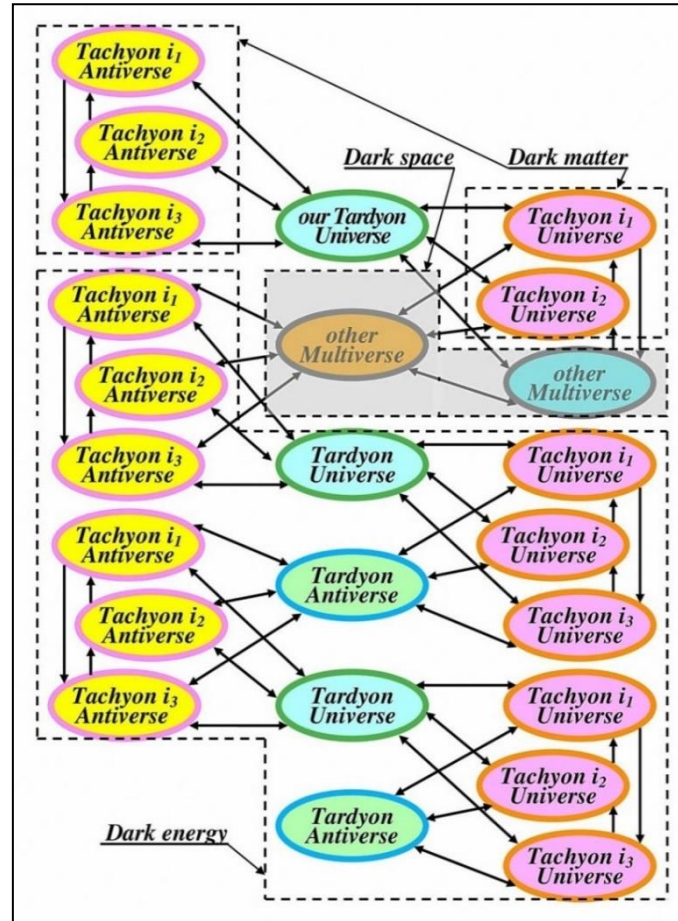 Tachyon i₁
Antiverse
Tachyon i₂
Antiverse
Dark space
Dark matter
Tachyon i₃
Antiverse
our Tardyon
Universe
Tachyon i₁
Universe
Tachyon i₂
Universe
Tachyon i₁
Antiverse
other
Multiverse
Tachyon i₂
Antiverse
other
Multiverse
Tachyon i₃
Antiverse
Tardyon
Universe
Tachyon i₁
Universe
Tachyon i₁
Antiverse
Tachyon i₂
Universe
Tardyon
Antiverse
Tachyon i₂
Antiverse
Tachyon i₃
Universe
Tachyon i₃
Antiverse
Tardyon
Universe
Tachyon i₁
Universe
Tachyon i₂
Universe
Tardyon
Antiverse
Dark energy
Tachyon i₃
Universe